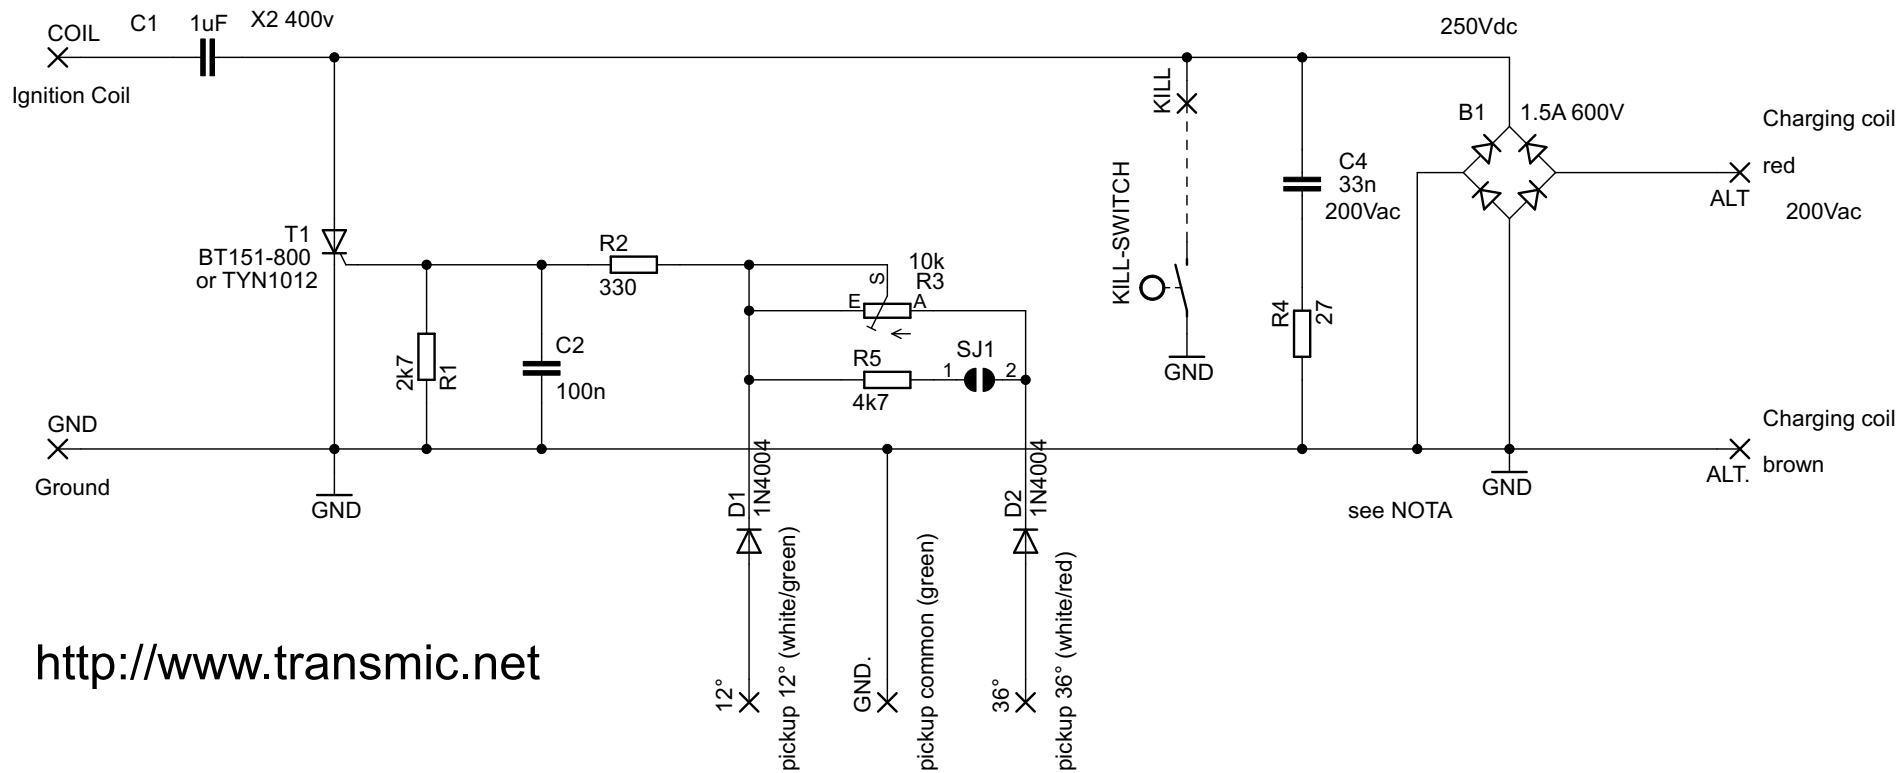 COIL
C1
1uF
X2 400v
Ignition Coil
250Vdc
KILL
B1
1.5A 600V
Charging coil
red
ALT
200Vac
C4
33n
200Vac
KILL-SWITCH
T1
BT151-800
or TYN1012
R2
330
10k
R3
S
E
A
R4
27
2k7
R1
C2
100n
R5
4k7
SJ1
1
2
GND
GND
Ground
GND
D1
1N4004
D2
1N4004
GND
Charging coil
brown
ALT.
see NOTA
12°
pickup 12° (white/green)
GND.
pickup common (green)
36°
pickup 36° (white/red)
http://www.transmic.net